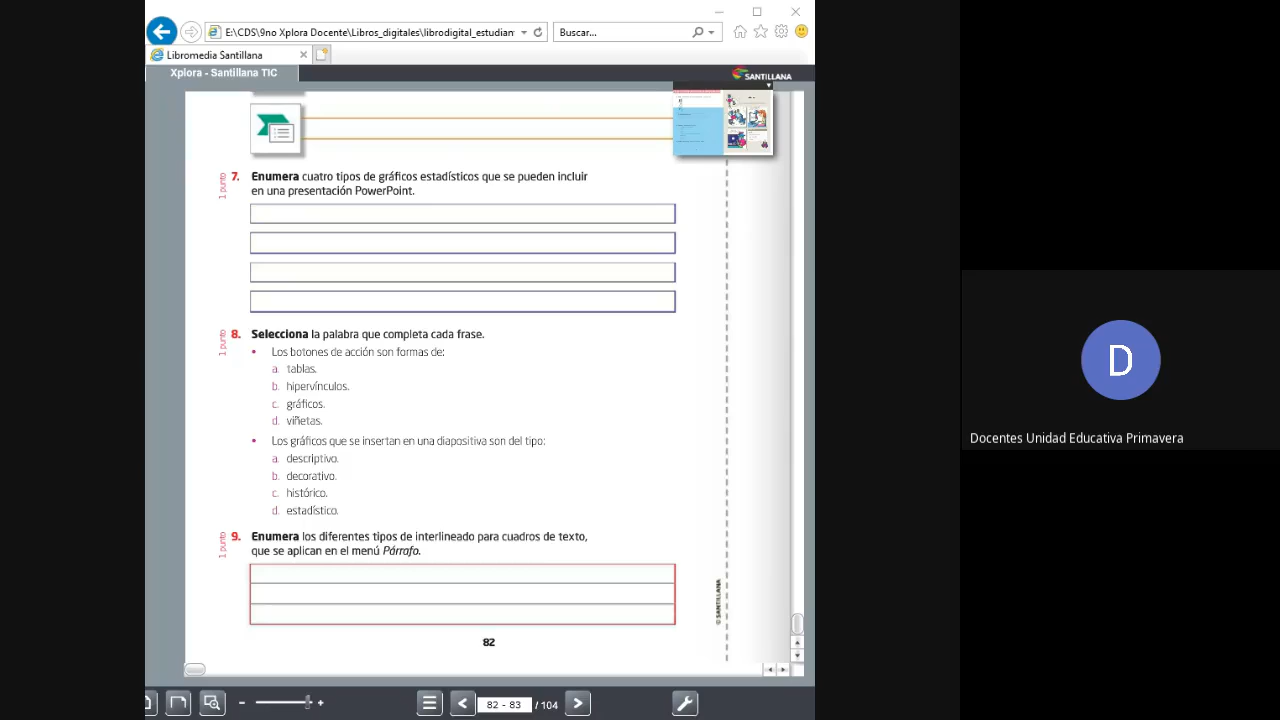 E:\CDS\9no Xplora Docente\Libros_digitales\librodigital_estudian
Buscar...
Libromedia Santillana
Xplora - Santillana TIC
SANTILLANA
1 punto
7. Enumera cuatro tipos de gráficos estadísticos que se pueden incluir
en una presentación PowerPoint.
1 punto
8. Selecciona la palabra que completa cada frase.
• Los botones de acción son formas de:
a. tablas.
b. hipervínculos.
c. gráficos.
d. viñetas.
• Los gráficos que se insertan en una diapositiva son del tipo:
a. descriptivo.
b. decorativo.
c. histórico.
d. estadístico.
1 punto
9. Enumera los diferentes tipos de interlineado para cuadros de texto,
que se aplican en el menú Párrafo.
© SANTILLANA
82
82 - 83 / 104
D
Docentes Unidad Educativa Primavera